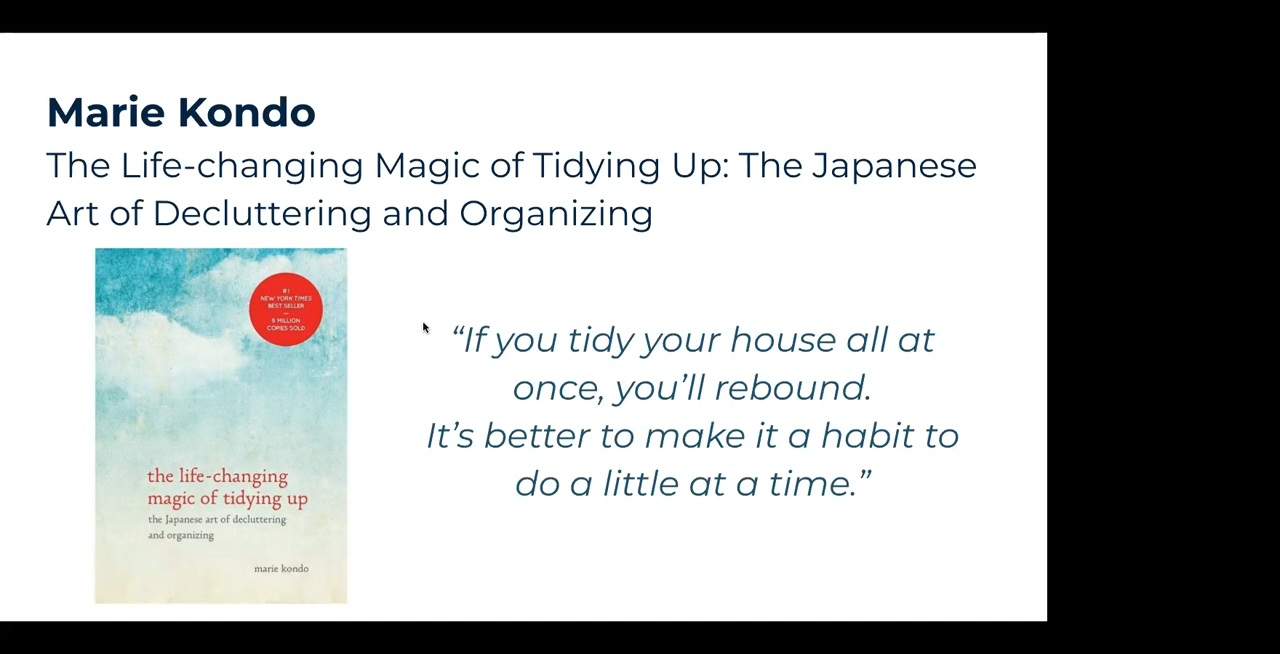 Marie Kondo
The Life-changing Magic of Tidying Up: The Japanese
Art of Decluttering and Organizing
#1
NEW YORK TIMES
BEST SELLER
9 MILLION
COPIES SOLD
the life-changing
magic of tidying up
the Japanese art of decluttering
and organizing
marie kondo
“If you tidy your house all at
once, you’ll rebound.
It’s better to make it a habit to
do a little at a time.”